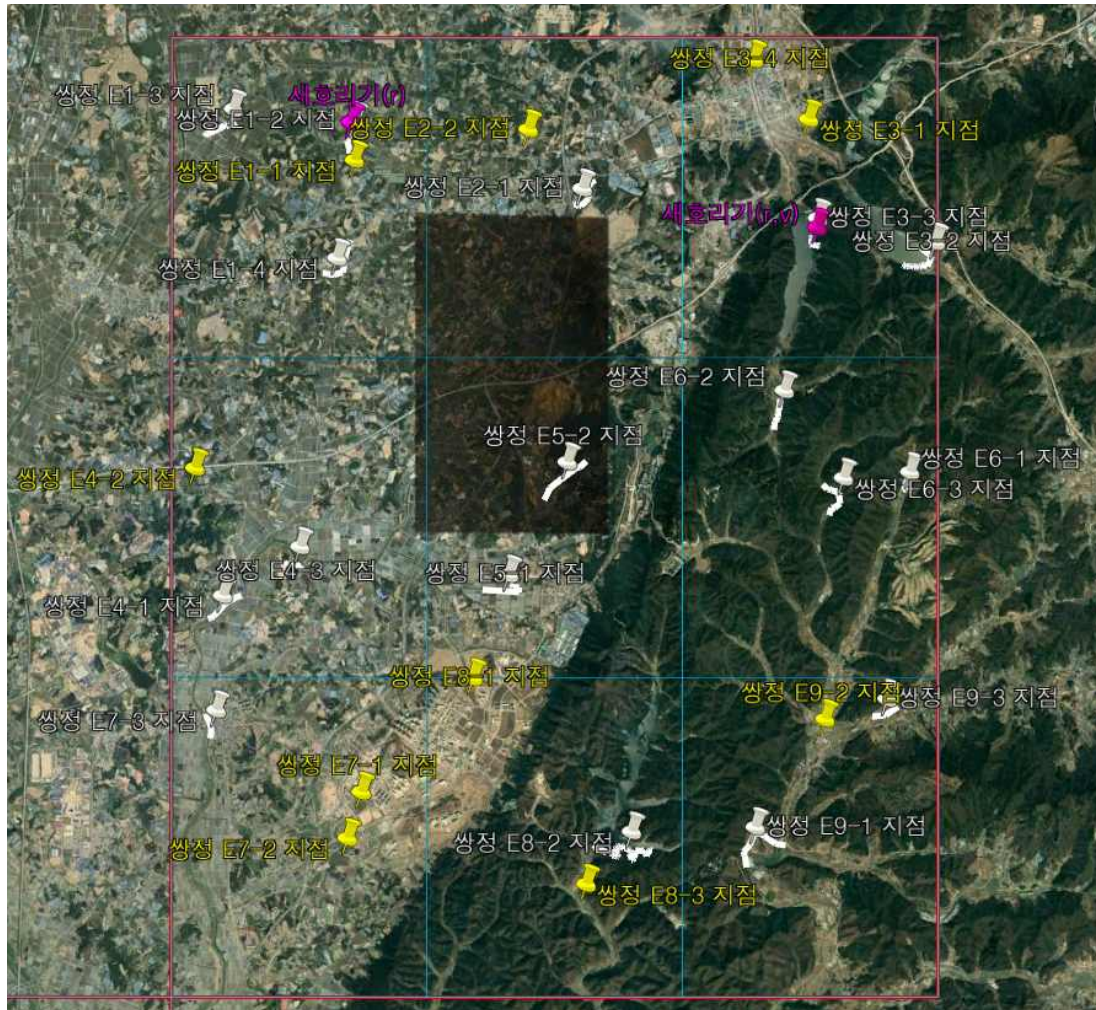 쌍정 E3-4 지점
쌍정 E1-3 지점
새호리기(r)
쌍정 E1-2 지점
쌍정 E2-2 지점
쌍정 E3-1 지점
쌍정 E1-1 지점
쌍정 E2-1 지점
새호리기(r,v)
쌍정 E3-3 지점
쌍정 E3-2 지점
쌍정 E1-4 지점
쌍정 E6-2 지점
쌍정 E5-2 지점
쌍정 E6-1 지점
쌍정 E4-2 지점
쌍정 E6-3 지점
쌍정 E4-3 지점
쌍정 E5-1 지점
쌍정 E4-1 지점
쌍정 E8-1 지점
쌍정 E9-2 지점
쌍정 E9-3 지점
쌍정 E7-3 지점
쌍정 E7-1 지점
쌍정 E9-1 지점
쌍정 E8-2 지점
쌍정 E7-2 지점
쌍정 E8-3 지점